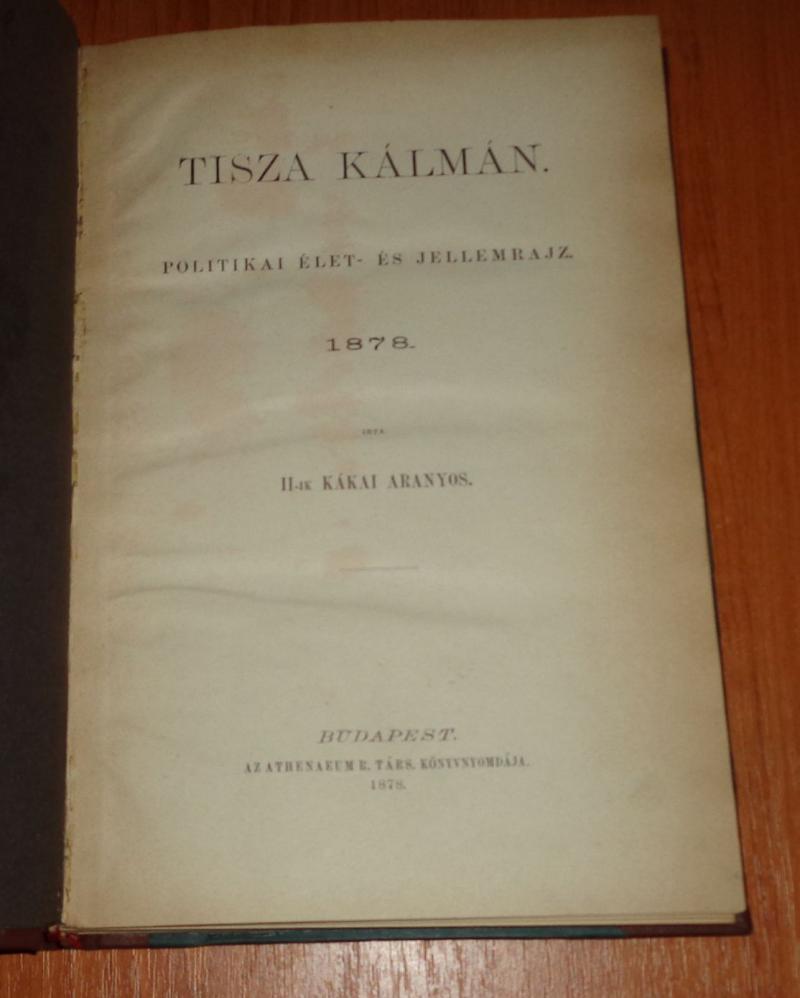 TISZA KÁLMÁN.
POLITIKAI ÉLET- ÉS JELLEMRAJZ.
1878.
IRTA
II-IK KÁKAI ARANYOS.
BUDAPEST.
AZ ATHENAEUM R. TÁRS. KÖNYVNYOMDÁJA.
1878.